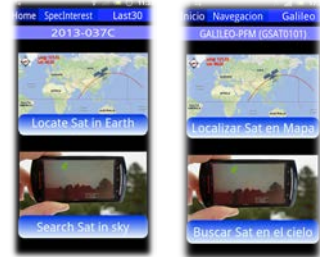 Home SpecInterest Last30
2013-037C
Locate Sat in Earth
Search Sat in sky
nicio Navegacion Galileo
GALILEO-PFM (GSAT0101)
Localizar Sat en Mapa
Buscar Sat en el cielo